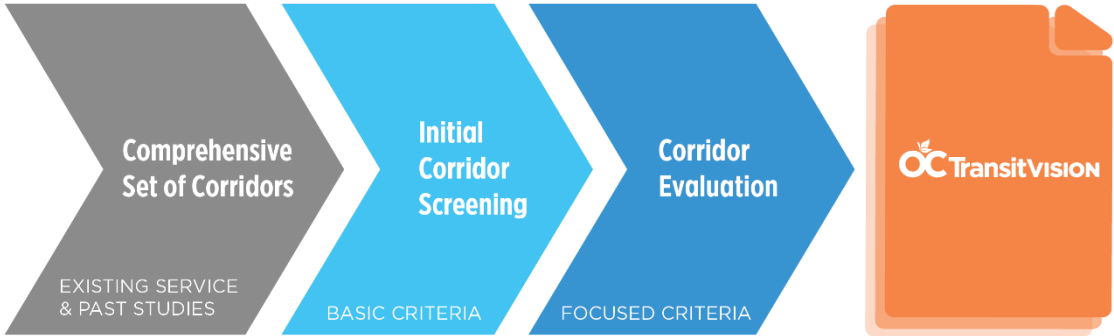 Comprehensive
Set of Corridors
EXISTING SERVICE
& PAST STUDIES
Initial
Corridor
Screening
BASIC CRITERIA
Corridor
Evaluation
FOCUSED CRITERIA
OC TransitVISION